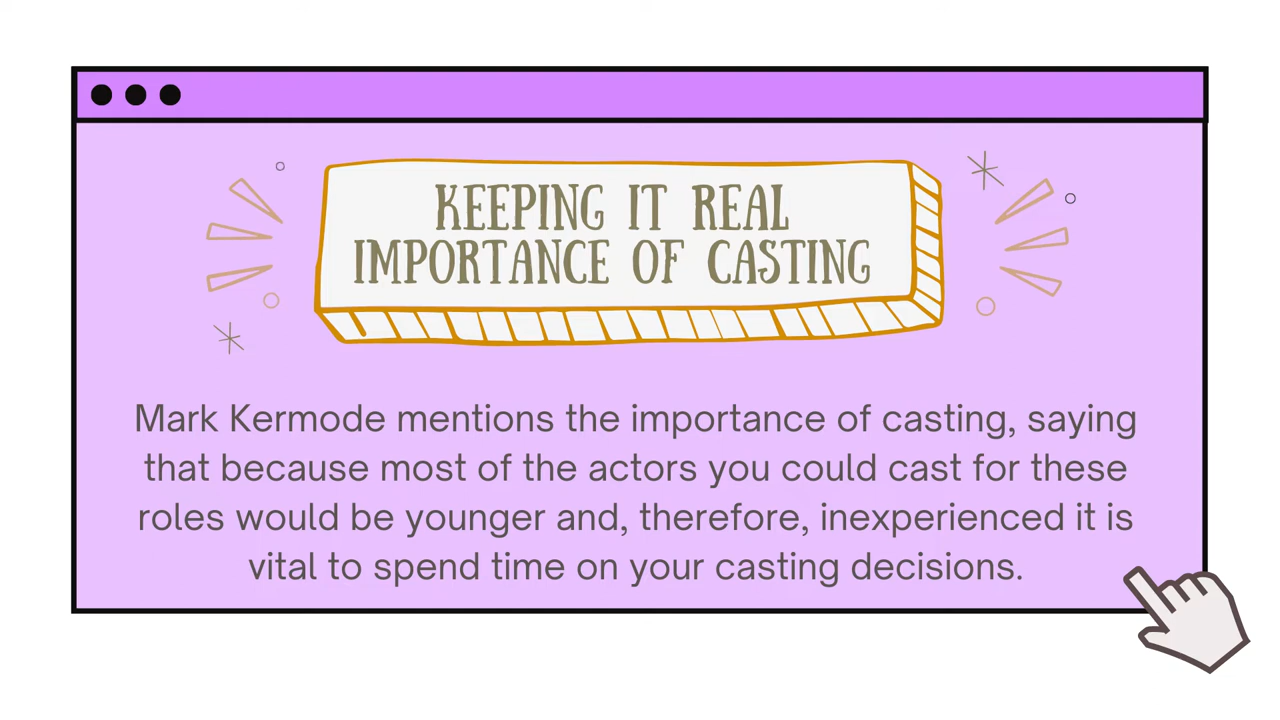 KEEPING IT REAL
IMPORTANCE OF CASTING
Mark Kermode mentions the importance of casting, saying
that because most of the actors you could cast for these
roles would be younger and, therefore, inexperienced it is
vital to spend time on your casting decisions.